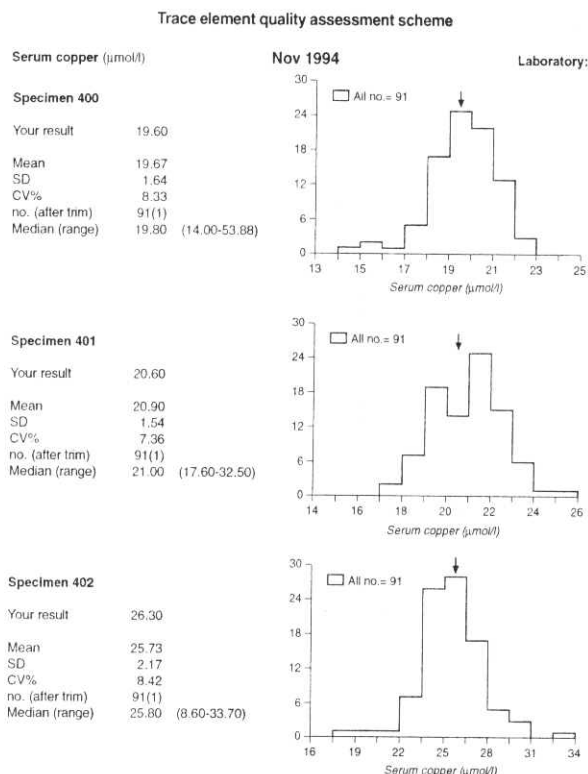 Trace element quality assessment scheme
Serum copper (µmol/l) Nov 1994 Laboratory:
Specimen 400
Your result 19.60
Mean 19.67
SD 1.64
CV% 8.33
no. (after trim) 91(1)
Median (range) 19.80 (14.00-53.88)
All no.= 91
30
24
18
12
6
0
13 15 17 19 21 23 25
Serum copper (µmol/l)
Specimen 401
Your result 20.60
Mean 20.90
SD 1.54
CV% 7.36
no. (after trim) 91(1)
Median (range) 21.00 (17.60-32.50)
All no.= 91
30
24
18
12
6
0
14 16 18 20 22 24 26
Serum copper (µmol/l)
Specimen 402
Your result 26.30
Mean 25.73
SD 2.17
CV% 8.42
no. (after trim) 91(1)
Median (range) 25.80 (8.60-33.70)
All no.= 91
30
24
18
12
6
0
16 19 22 24 26 28 31 34
Serum copper (µmol/l)